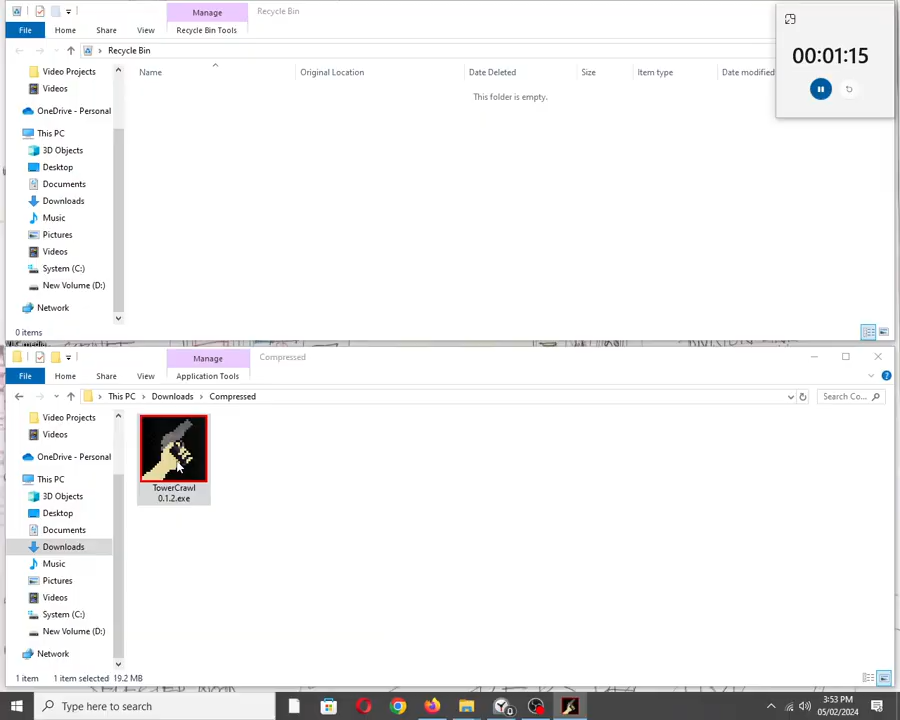 Manage
Recycle Bin
File
Home
Share
View
Recycle Bin Tools
Recycle Bin
00:01:15
Name
Original Location
Date Deleted
Size
Item type
Date modified
This folder is empty.
Video Projects
Videos
OneDrive - Personal
This PC
3D Objects
Desktop
Documents
Downloads
Music
Pictures
Videos
System (C:)
New Volume (D:)
Network
0 items
Manage
Compressed
File
Home
Share
View
Application Tools
This PC
Downloads
Compressed
Search Co...
Video Projects
Videos
OneDrive - Personal
This PC
3D Objects
Desktop
Documents
Downloads
Music
Pictures
Videos
System (C:)
New Volume (D:)
Network
TowerCrawl
0.1.2.exe
1 item
1 item selected 19.2 MB
Type here to search
3:53 PM
05/02/2024